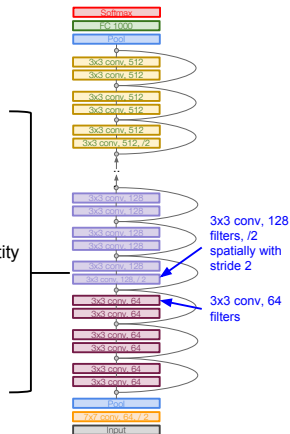 Softmax
FC 1000
Pool
3x3 conv, 512
3x3 conv, 512
3x3 conv, 512
3x3 conv, 512
3x3 conv, 512
3x3 conv, 512, /2
..
3x3 conv, 128
3x3 conv, 128
3x3 conv, 128
3x3 conv, 128
3x3 conv, 128
3x3 conv, 128, / 2
3x3 conv, 64
3x3 conv, 64
3x3 conv, 64
3x3 conv, 64
3x3 conv, 64
3x3 conv, 64
Pool
7x7 conv, 64, / 2
Input
tity
3x3 conv, 128
filters, /2
spatially with
stride 2
3x3 conv, 64
filters